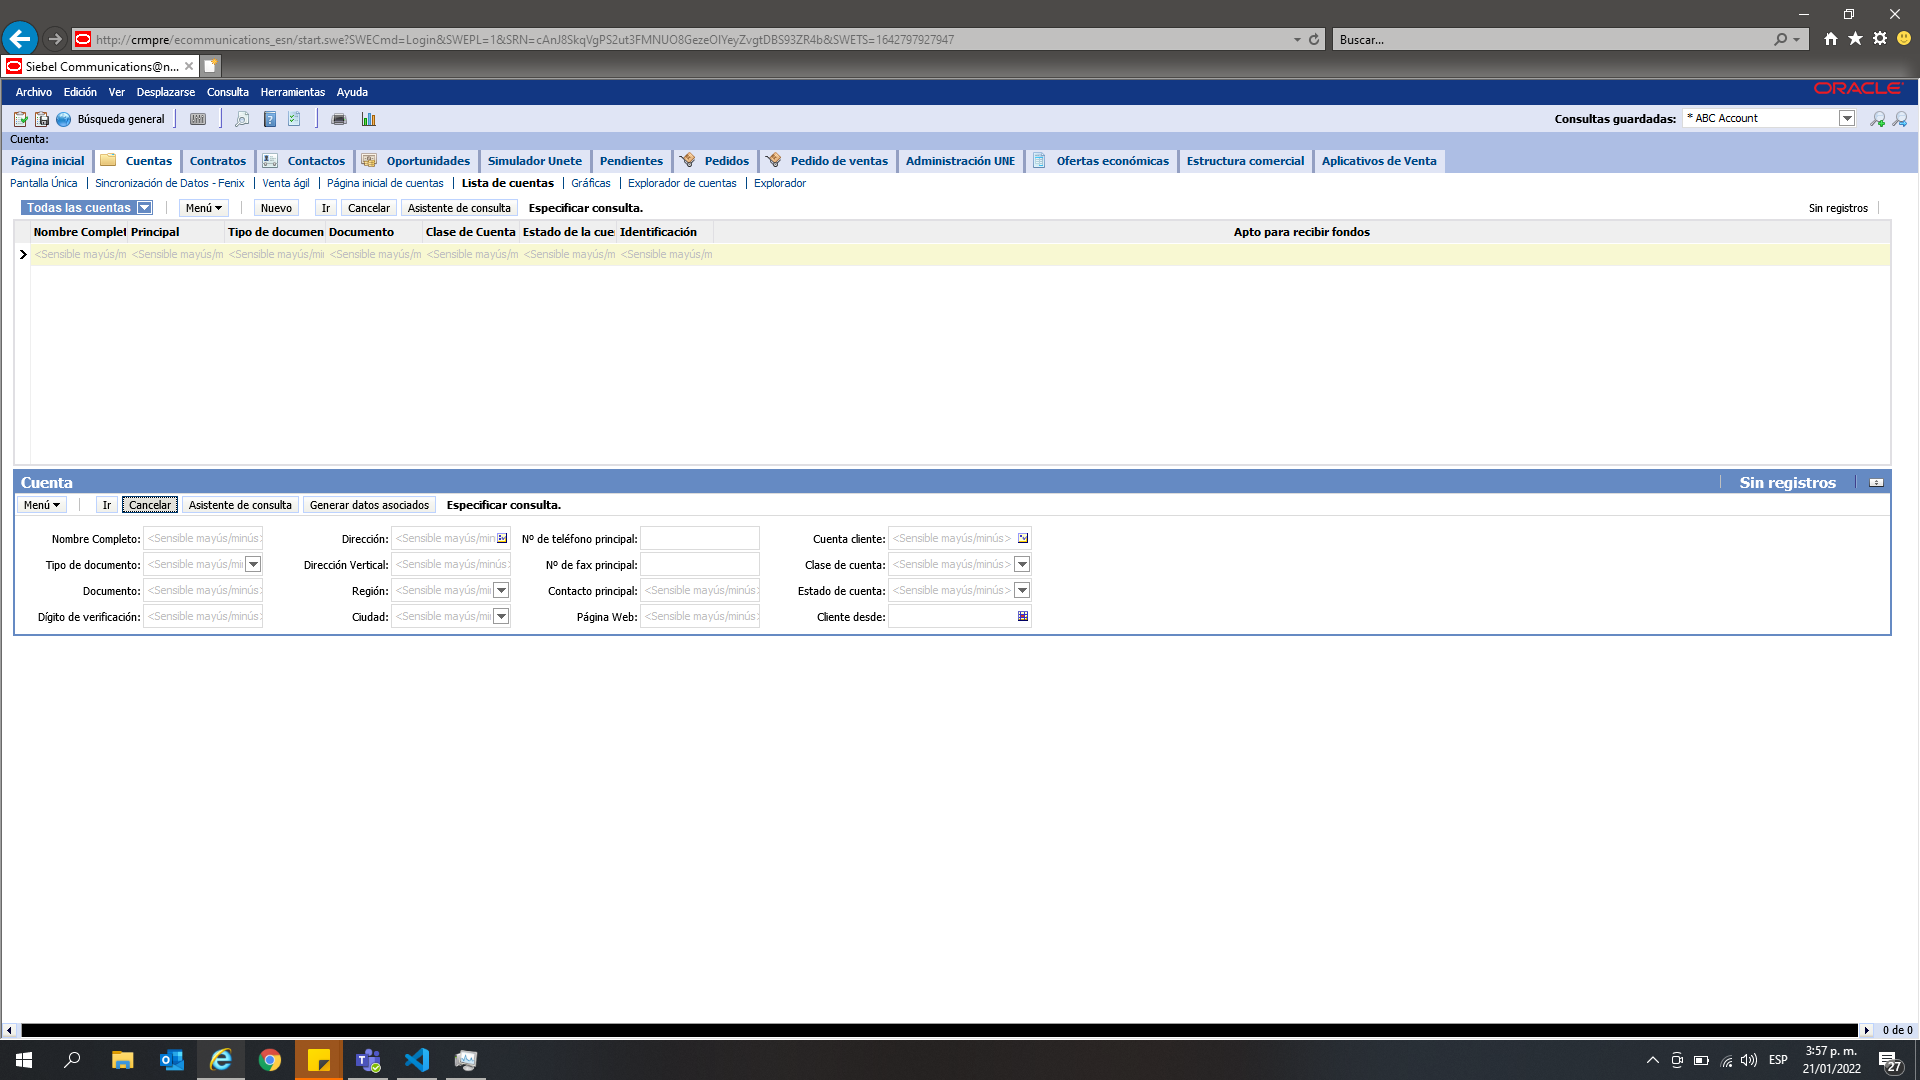 http://crmpre/ecommunications_esn/start.swe?SWECmd=Login&SWEPL=1&SRN=cAnJ8SkqVgPS2ut3FMNUO8GezeOIYeyZvgtDBS93ZR4b&SWETS=1642797927947
Buscar...
Siebel Communications@n...
Archivo Edición Ver Desplazarse Consulta Herramientas Ayuda
ORACLE
Búsqueda general
Consultas guardadas: * ABC Account
Cuenta:
Página inicial Cuentas Contratos Contactos Oportunidades Simulador Unete Pendientes Pedidos Pedido de ventas Administración UNE Ofertas económicas Estructura comercial Aplicativos de Venta
Pantalla Única Sincronización de Datos - Fenix Venta ágil Página inicial de cuentas Lista de cuentas Gráficas Explorador de cuentas Explorador
Todas las cuentas Menú Nuevo Ir Cancelar Asistente de consulta Especificar consulta. Sin registros
Nombre Complet Principal Tipo de documen Documento Clase de Cuenta Estado de la cue Identificación Apto para recibir fondos
<Sensible mayús/m <Sensible mayús/m <Sensible mayús/mi <Sensible mayús/m <Sensible mayús/m <Sensible mayús/m <Sensible mayús/m
Cuenta Sin registros
Menú Ir Cancelar Asistente de consulta Generar datos asociados Especificar consulta.
Nombre Completo: <Sensible mayús/minús> Dirección: <Sensible mayús/min Nº de teléfono principal: Cuenta cliente: <Sensible mayús/minús>
Tipo de documento: <Sensible mayús/mi Dirección Vertical: <Sensible mayús/minús> Nº de fax principal: Clase de cuenta: <Sensible mayús/minús>
Documento: <Sensible mayús/minús> Región: <Sensible mayús/mi Contacto principal: <Sensible mayús/minús> Estado de cuenta: <Sensible mayús/minús>
Dígito de verificación: <Sensible mayús/minús> Ciudad: <Sensible mayús/mi Página Web: <Sensible mayús/minús> Cliente desde:
0 de 0
ESP
3:57 p. m.
21/01/2022
27